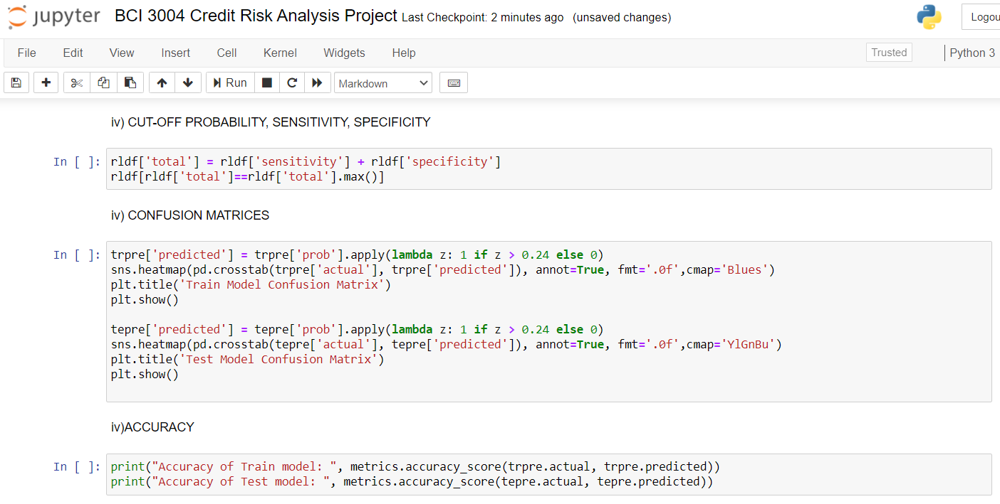 jupyter BCI 3004 Credit Risk Analysis Project Last Checkpoint: 2 minutes ago (unsaved changes)
Logou
File Edit View Insert Cell Kernel Widgets Help Trusted Python 3
Run Markdown
iv) CUT-OFF PROBABILITY, SENSITIVITY, SPECIFICITY
In [ ]: rldf['total'] = rldf['sensitivity'] + rldf['specificity']
rldf[rldf['total']==rldf['total'].max()]
iv) CONFUSION MATRICES
In [ ]: trpre['predicted'] = trpre['prob'].apply(lambda z: 1 if z > 0.24 else 0)
sns.heatmap(pd.crosstab(trpre['actual'], trpre['predicted']), annot=True, fmt='.0f',cmap='Blues')
plt.title('Train Model Confusion Matrix')
plt.show()
tepre['predicted'] = tepre['prob'].apply(lambda z: 1 if z > 0.24 else 0)
sns.heatmap(pd.crosstab(tepre['actual'], tepre['predicted']), annot=True, fmt='.0f',cmap='YlGnBu')
plt.title('Test Model Confusion Matrix')
plt.show()
iv)ACCURACY
In [ ]: print("Accuracy of Train model: ", metrics.accuracy_score(trpre.actual, trpre.predicted))
print("Accuracy of Test model: ", metrics.accuracy_score(tepre.actual, tepre.predicted))